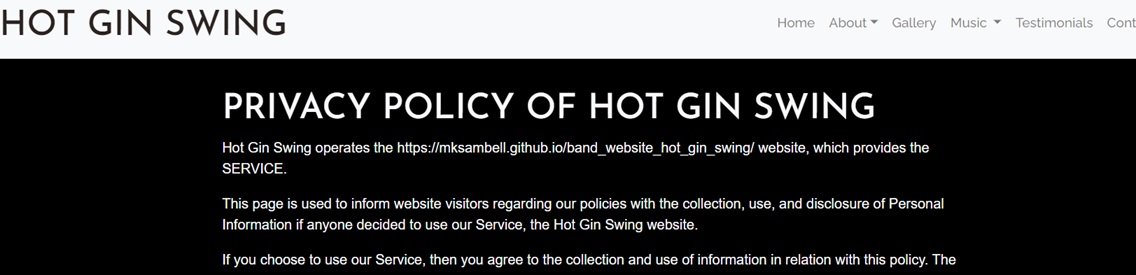 HOT GIN SWING
Home About Gallery Music Testimonials Cont
PRIVACY POLICY OF HOT GIN SWING
Hot Gin Swing operates the https://mksambell.github.io/band_website_hot_gin_swing/ website, which provides the
SERVICE.
This page is used to inform website visitors regarding our policies with the collection, use, and disclosure of Personal
Information if anyone decided to use our Service, the Hot Gin Swing website.
If you choose to use our Service, then you agree to the collection and use of information in relation with this policy. The